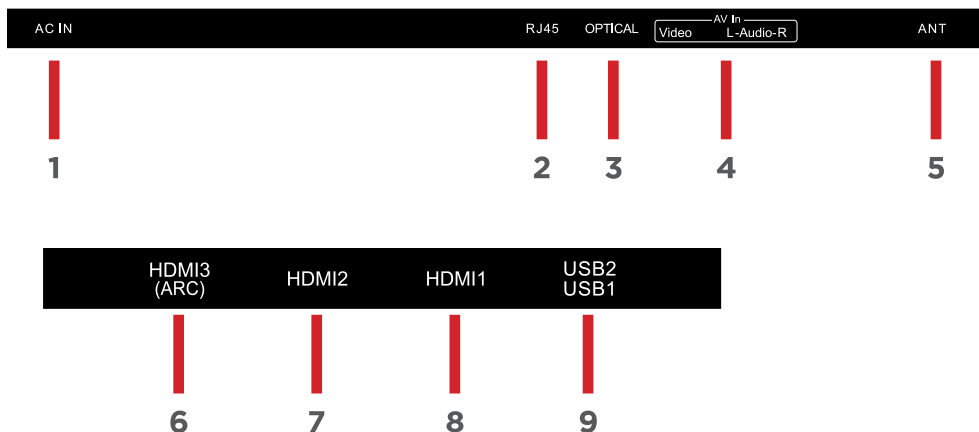 AC IN RJ45 OPTICAL AV In ANT
Video L-Audio-R
1 2 3 4 5
HDMI3 HDMI2 HDMI1 USB2
(ARC) USB1
6 7 8 9